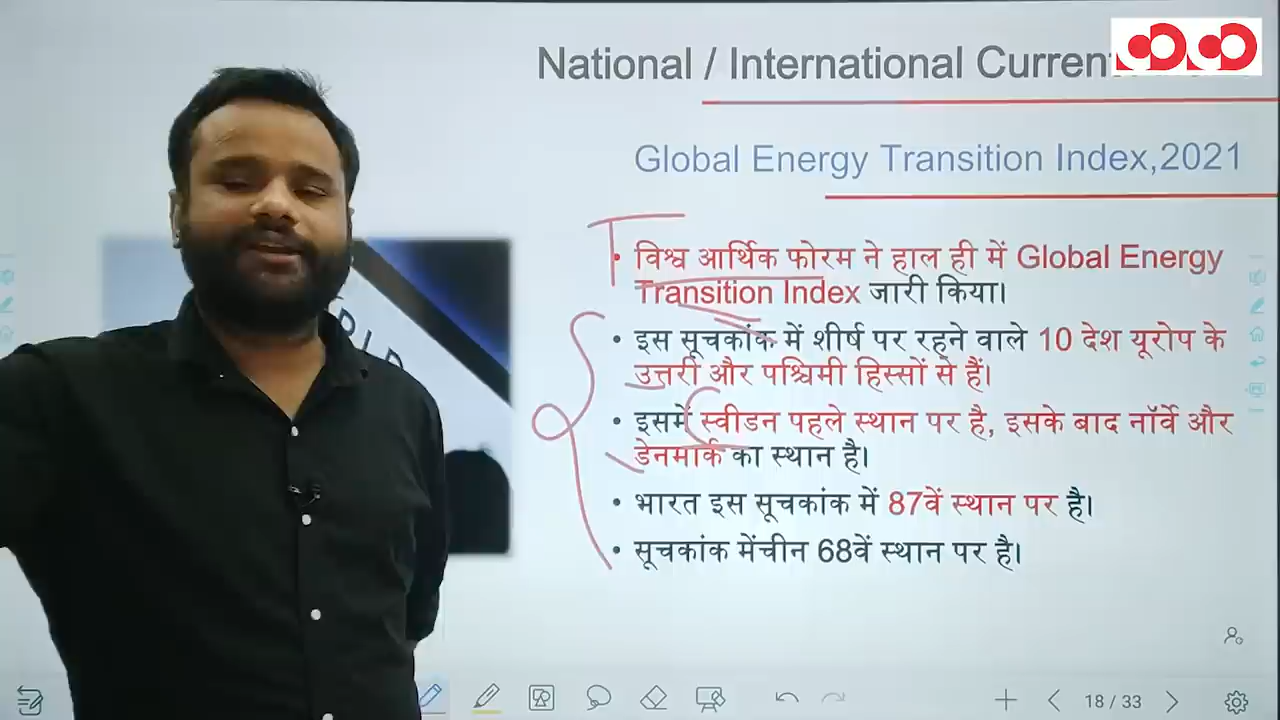 National / International Current
Global Energy Transition Index,2021
• विश्व आर्थिक फोरम ने हाल ही में Global Energy
Transition Index जारी किया।
• इस सूचकांक में शीर्ष पर रहने वाले 10 देश यूरोप के
उत्तरी और पश्चिमी हिस्सों से हैं।
• इसमें स्वीडन पहले स्थान पर है, इसके बाद नॉर्वे और
डेनमार्क का स्थान है।
• भारत इस सूचकांक में 87वें स्थान पर है।
• सूचकांक मेंचीन 68वें स्थान पर है।
18 / 33